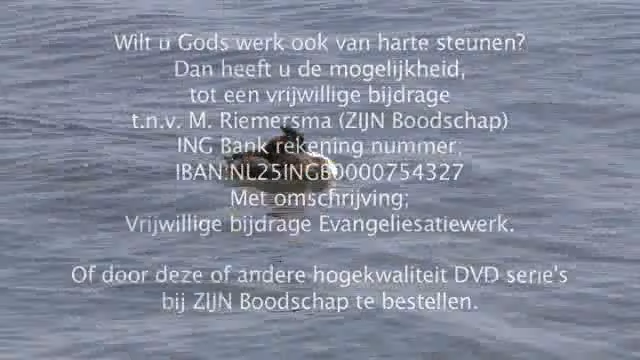 Wilt u Gods werk ook van harte steunen?
Dan heeft u de mogelijkheid,
tot een vrijwillige bijdrage
t.n.v. M. Riemersma (ZIJN Boodschap)
ING Bank rekening nummer;
IBAN:NL25INGB0000754327
Met omschrijving;
Vrijwillige bijdrage Evangeliesatiewerk.
Of door deze of andere hogekwaliteit DVD serie's
bij ZIJN Boodschap te bestellen.